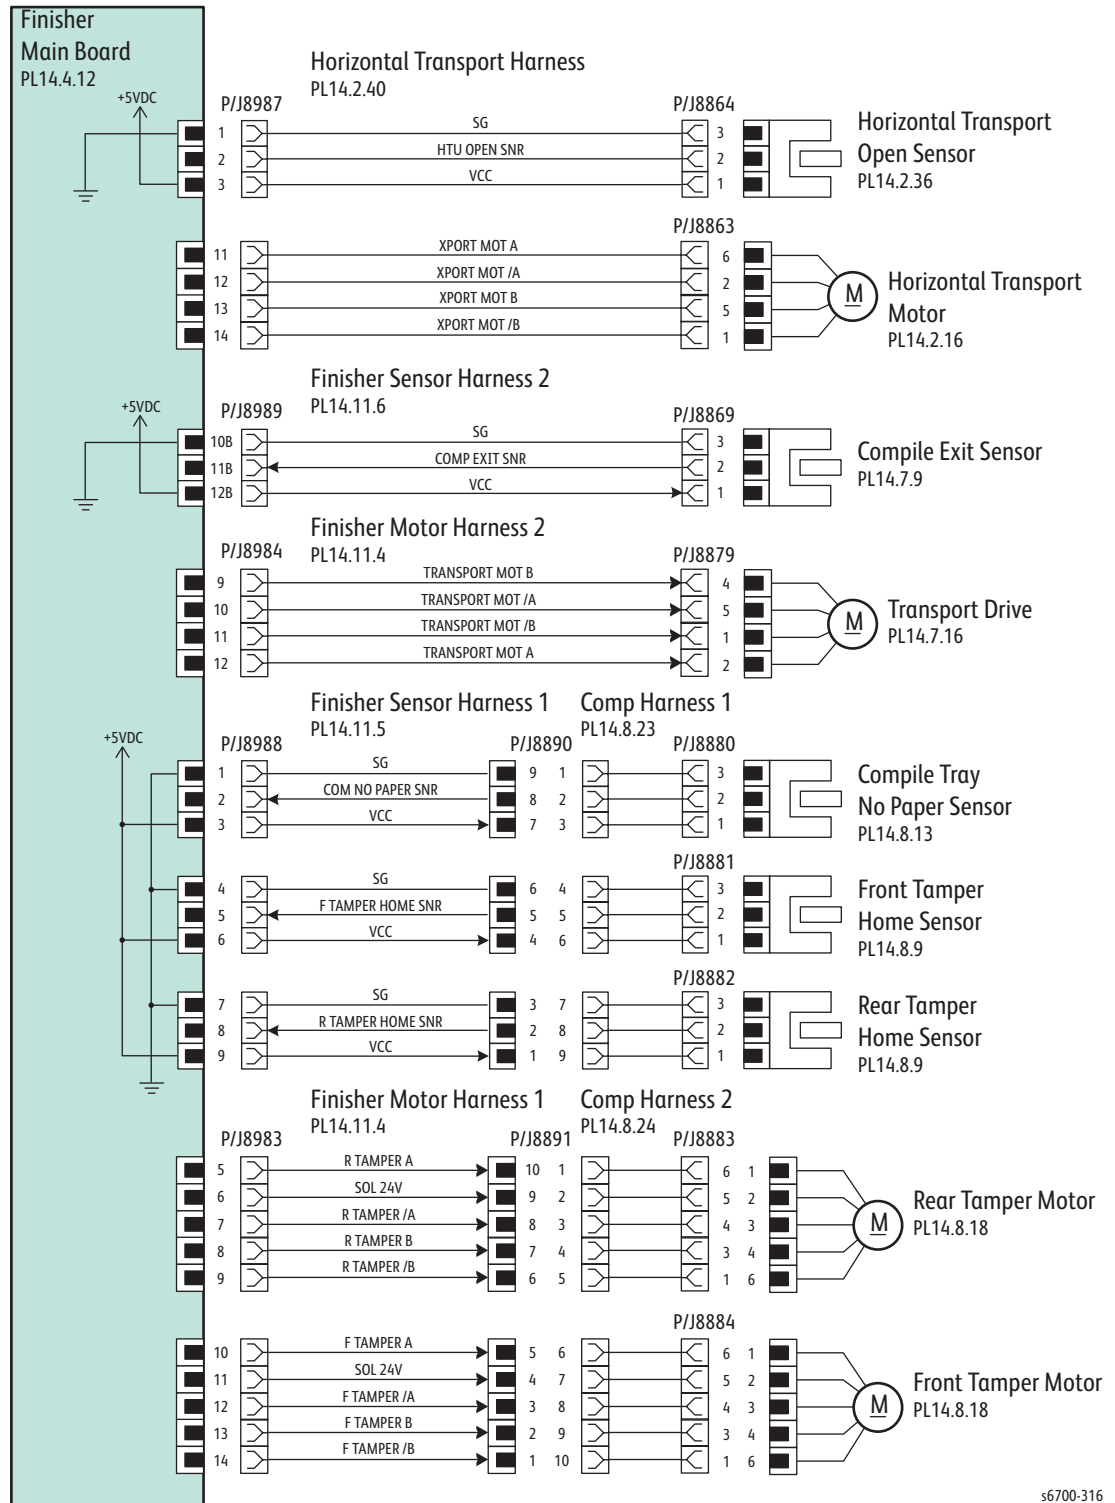 Finisher
Main Board
PL14.4.12
+5VDC
Horizontal Transport Harness
PL14.2.40
P/J8987
P/J8864
1 SG 3
2 HTU OPEN SNR 2
3 VCC 1
Horizontal Transport
Open Sensor
PL14.2.36
P/J8863
11 XPORT MOT A 6
12 XPORT MOT /A 2
13 XPORT MOT B 5
14 XPORT MOT /B 1
M
Horizontal Transport
Motor
PL14.2.16
Finisher Sensor Harness 2
PL14.11.6
+5VDC
P/J8989
P/J8869
10B SG 3
11B COMP EXIT SNR 2
12B VCC 1
Compile Exit Sensor
PL14.7.9
Finisher Motor Harness 2
PL14.11.4
P/J8984
P/J8879
9 TRANSPORT MOT B 4
10 TRANSPORT MOT /A 5
11 TRANSPORT MOT /B 1
12 TRANSPORT MOT A 2
M
Transport Drive
PL14.7.16
Finisher Sensor Harness 1
PL14.11.5
Comp Harness 1
PL14.8.23
+5VDC
P/J8988
P/J8890
P/J8880
1 SG 9 1 3
2 COM NO PAPER SNR 8 2 2
3 VCC 7 3 1
Compile Tray
No Paper Sensor
PL14.8.13
P/J8881
4 SG 6 4 3
5 F TAMPER HOME SNR 5 5 2
6 VCC 4 6 1
Front Tamper
Home Sensor
PL14.8.9
P/J8882
7 SG 3 7 3
8 R TAMPER HOME SNR 2 8 2
9 VCC 1 9 1
Rear Tamper
Home Sensor
PL14.8.9
Finisher Motor Harness 1
PL14.11.4
Comp Harness 2
PL14.8.24
P/J8983
P/J8891
P/J8883
5 R TAMPER A 10 1 6 1
6 SOL 24V 9 2 5 2
7 R TAMPER /A 8 3 4 3
8 R TAMPER B 7 4 3 4
9 R TAMPER /B 6 5 1 6
M
Rear Tamper Motor
PL14.8.18
P/J8884
10 F TAMPER A 5 6 6 1
11 SOL 24V 4 7 5 2
12 F TAMPER /A 3 8 4 3
13 F TAMPER B 2 9 3 4
14 F TAMPER /B 1 10 1 6
M
Front Tamper Motor
PL14.8.18
s6700-316